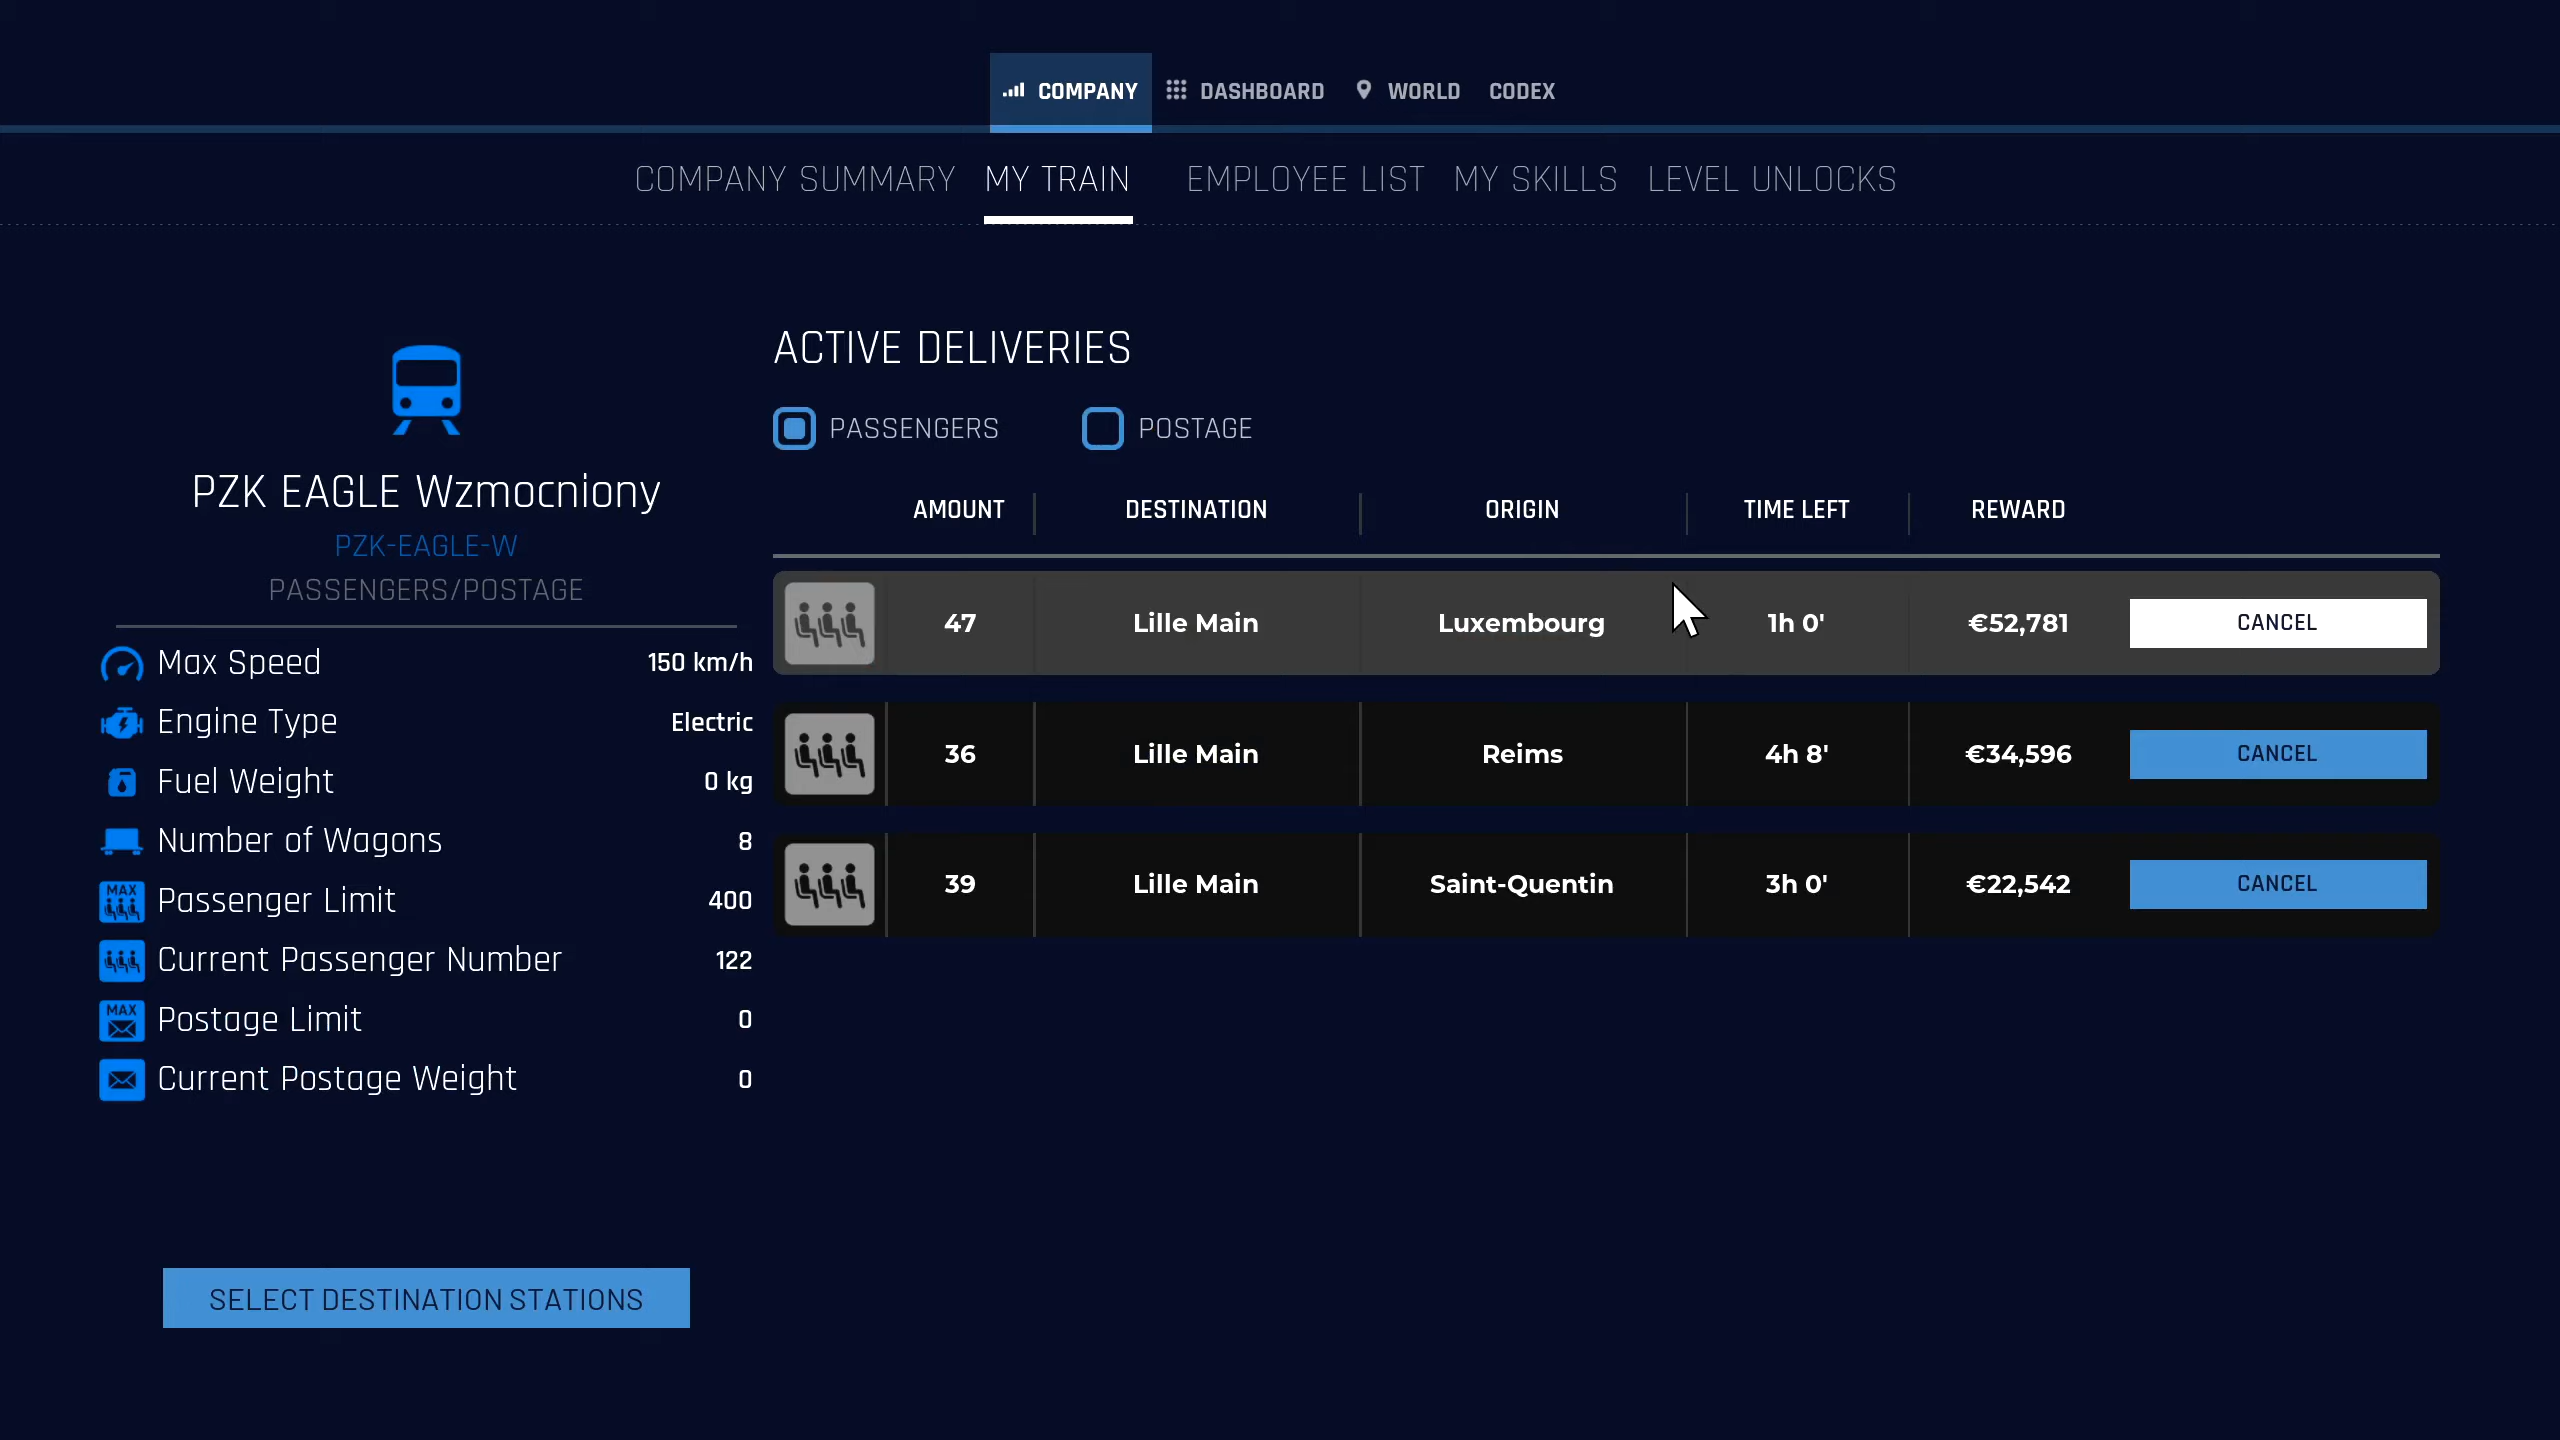 COMPANY DASHBOARD WORLD CODEX
COMPANY SUMMARY MY TRAIN EMPLOYEE LIST MY SKILLS LEVEL UNLOCKS
PZK EAGLE Wzmocniony
PZK-EAGLE-W
PASSENGERS/POSTAGE
Max Speed 150 km/h
Engine Type Electric
Fuel Weight 0 kg
Number of Wagons 8
MAX Passenger Limit 400
Current Passenger Number 122
MAX Postage Limit 0
Current Postage Weight 0
SELECT DESTINATION STATIONS
ACTIVE DELIVERIES
PASSENGERS POSTAGE
AMOUNT DESTINATION ORIGIN TIME LEFT REWARD
47 Lille Main Luxembourg 1h 0' €52,781 CANCEL
36 Lille Main Reims 4h 8' €34,596 CANCEL
39 Lille Main Saint-Quentin 3h 0' €22,542 CANCEL